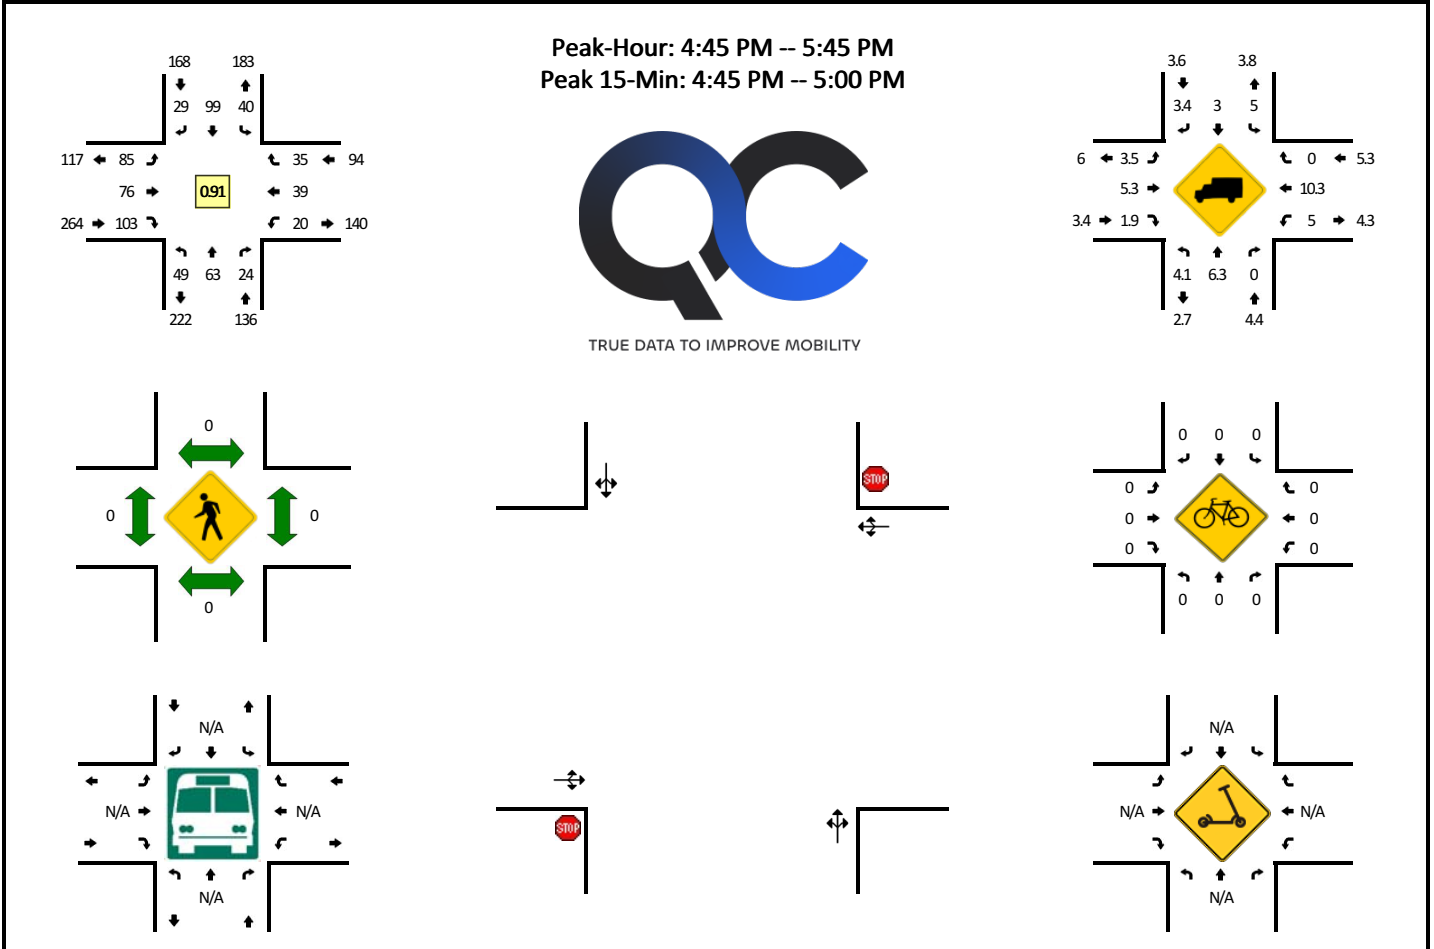 Peak-Hour: 4:45 PM -- 5:45 PM
Peak 15-Min: 4:45 PM -- 5:00 PM
168 183
29 99 40
117 85 35 94
76 0.91 39
264 103 20 140
49 63 24
222 136
QC
TRUE DATA TO IMPROVE MOBILITY
3.6 3.8
3.4 3 5
6 3.5 0 5.3
5.3 10.3
3.4 1.9 5 4.3
4.1 6.3 0
2.7 4.4
0
0 0
0
STOP
STOP
0 0 0
0 0
0 0
0 0
0 0 0
N/A
N/A N/A
N/A
N/A
N/A N/A
N/A